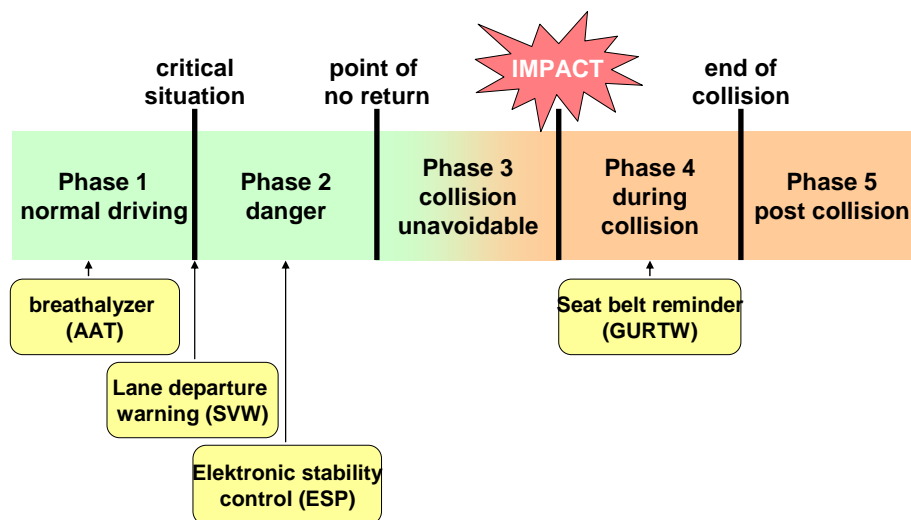 critical
situation
point of
no return
IMPACT
end of
collision
Phase 1
normal driving
Phase 2
danger
Phase 3
collision
unavoidable
Phase 4
during
collision
Phase 5
post collision
breathalyzer
(AAT)
Lane departure
warning (SVW)
Elektronic stability
control (ESP)
Seat belt reminder
(GURTW)